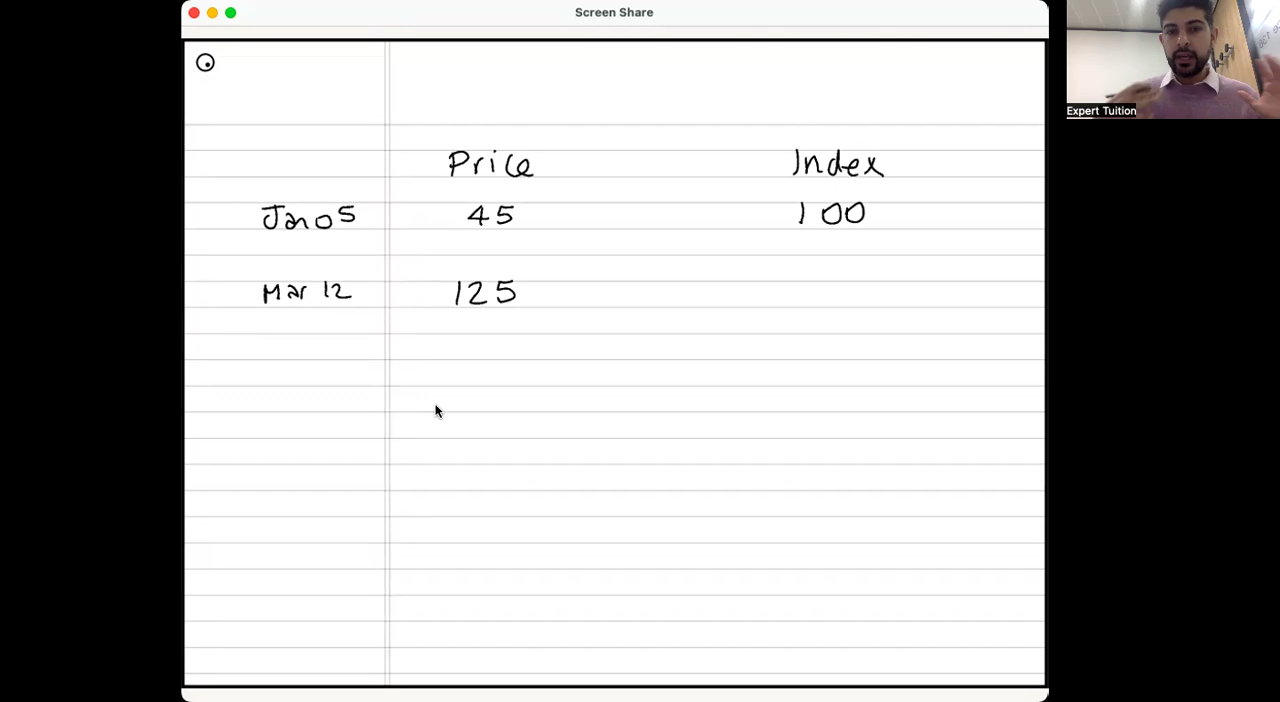 Screen Share
Expert Tuition
Price Index
Jan 05 45 100
Mar 12 125